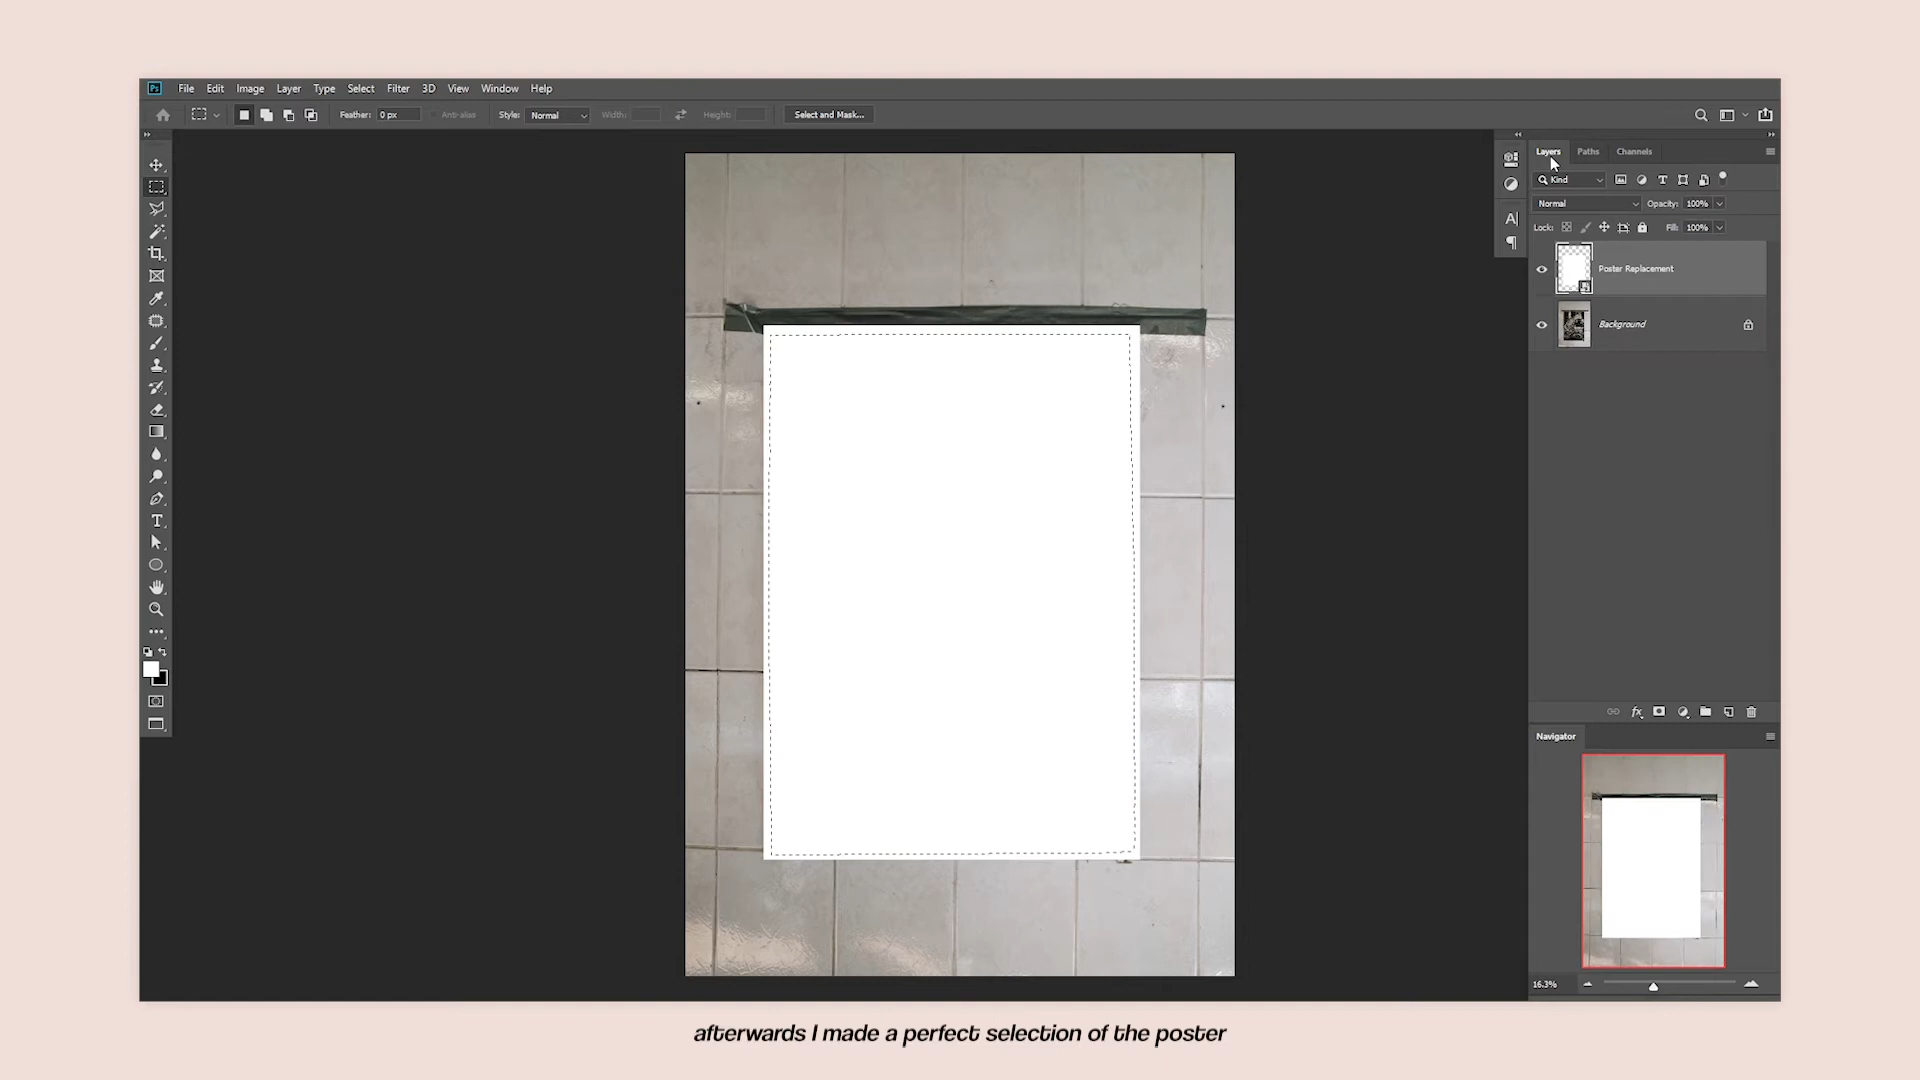 Ps File Edit Image Layer Type Select Filter 3D View Window Help
Feather: 0 px Anti-alias Style: Normal Width: Height: Select and Mask...
Layers Paths Channels
Kind
Normal Opacity: 100%
Lock: Fill: 100%
Poster Replacement
Background
fx
Navigator
16.3%
afterwards I made a perfect selection of the poster